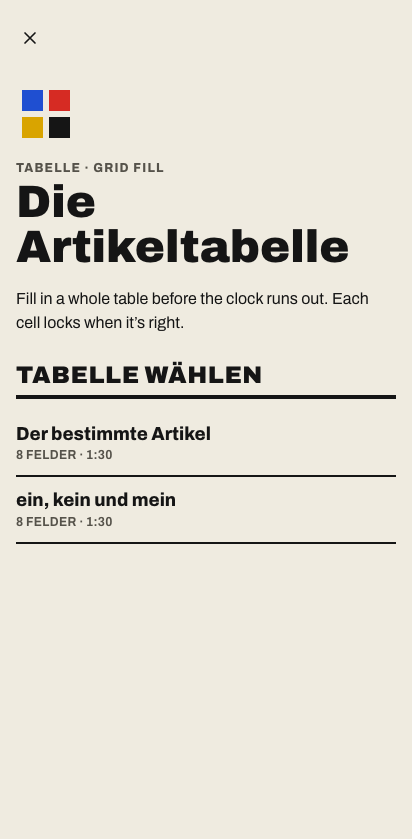 TABELLE · GRID FILL
Die
Artikeltabelle
Fill in a whole table before the clock runs out. Each
cell locks when it’s right.
TABELLE WÄHLEN
Der bestimmte Artikel
8 FELDER · 1:30
ein, kein und mein
8 FELDER · 1:30